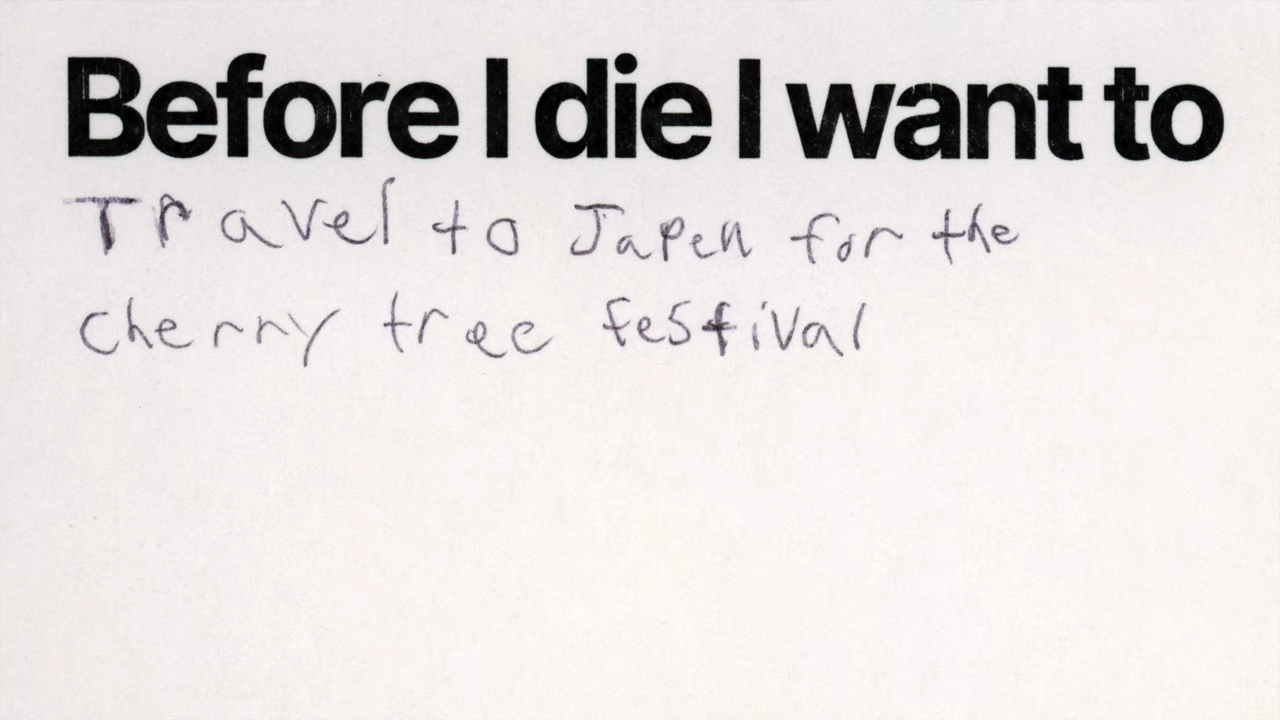 Before I die I want to
Travel to Japen for the
cherry tree festival